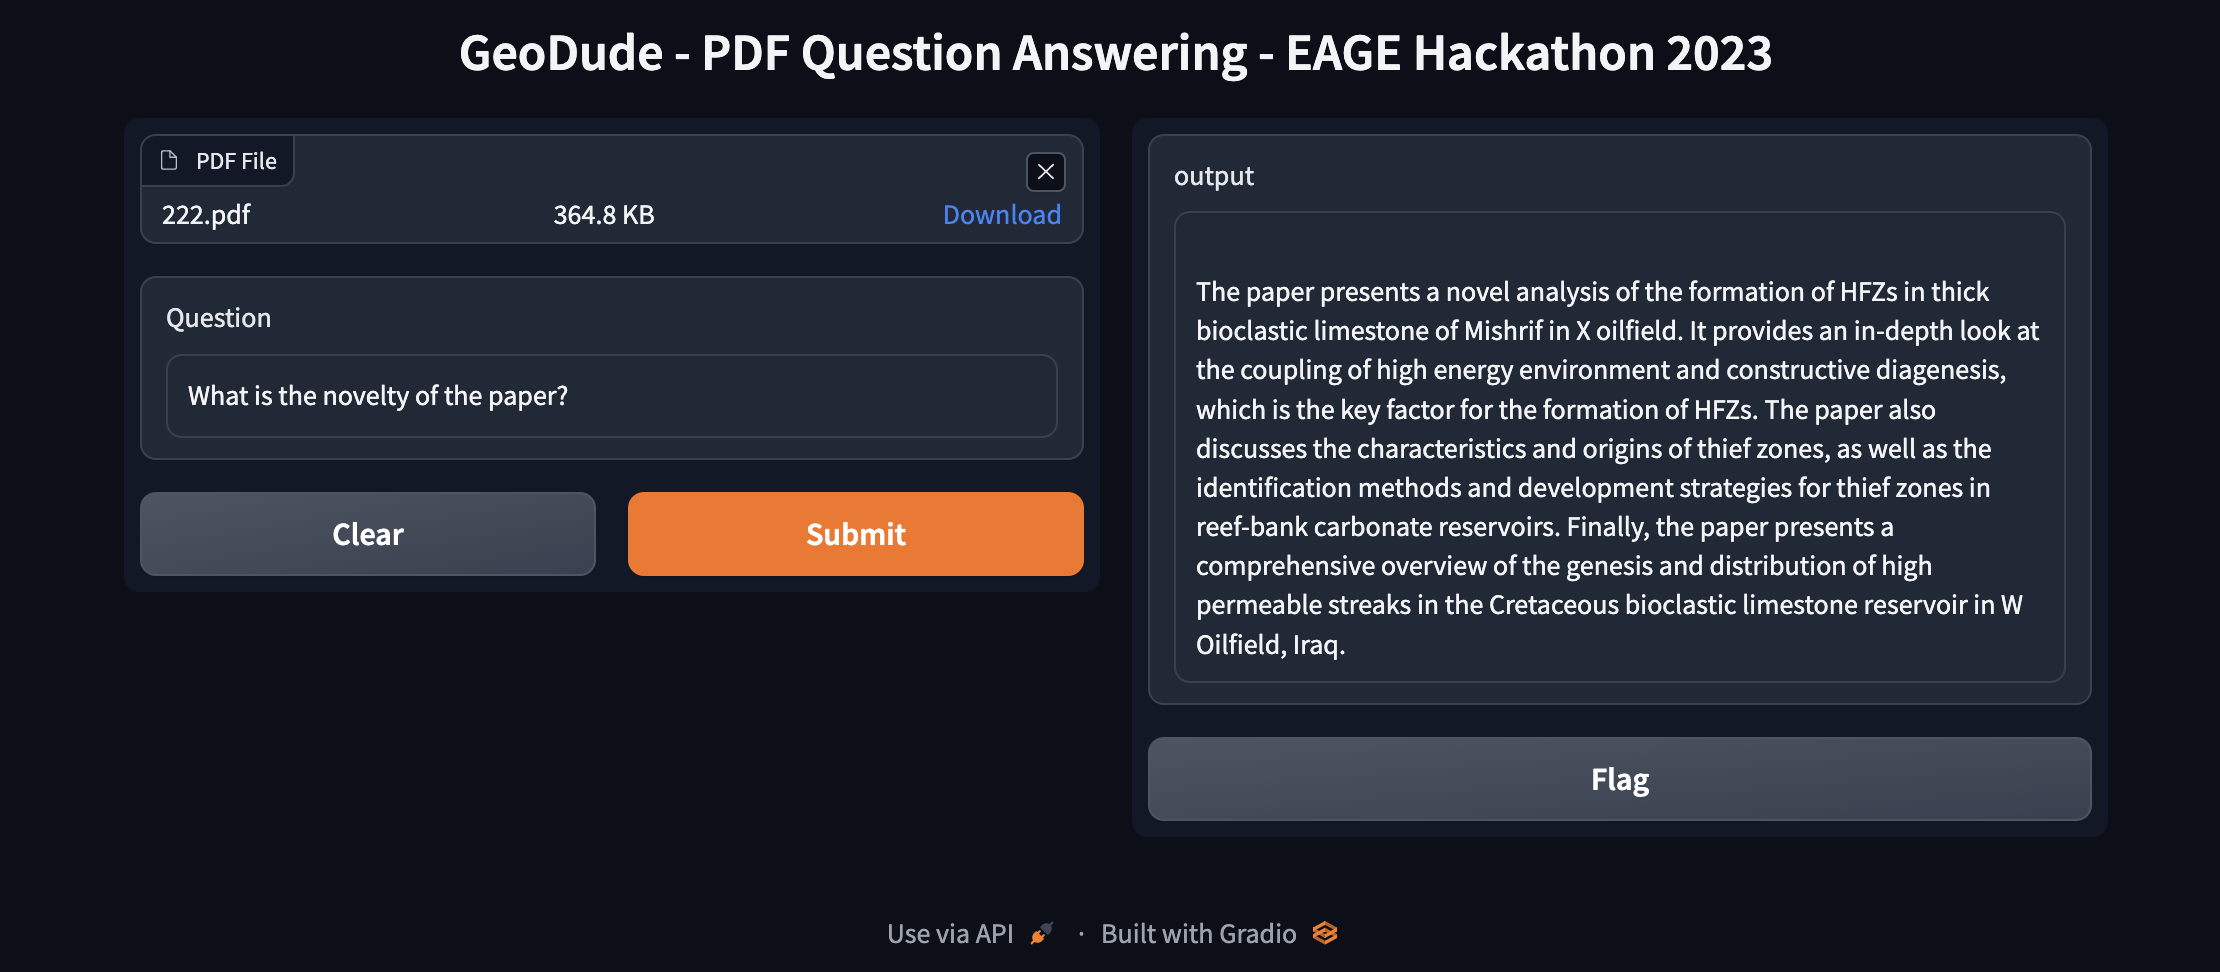 GeoDude - PDF Question Answering - EAGE Hackathon 2023
PDF File
222.pdf 364.8 KB Download
Question
What is the novelty of the paper?
Clear Submit
output
The paper presents a novel analysis of the formation of HFZs in thick
bioclastic limestone of Mishrif in X oilfield. It provides an in-depth look at
the coupling of high energy environment and constructive diagenesis,
which is the key factor for the formation of HFZs. The paper also
discusses the characteristics and origins of thief zones, as well as the
identification methods and development strategies for thief zones in
reef-bank carbonate reservoirs. Finally, the paper presents a
comprehensive overview of the genesis and distribution of high
permeable streaks in the Cretaceous bioclastic limestone reservoir in W
Oilfield, Iraq.
Flag
Use via API · Built with Gradio